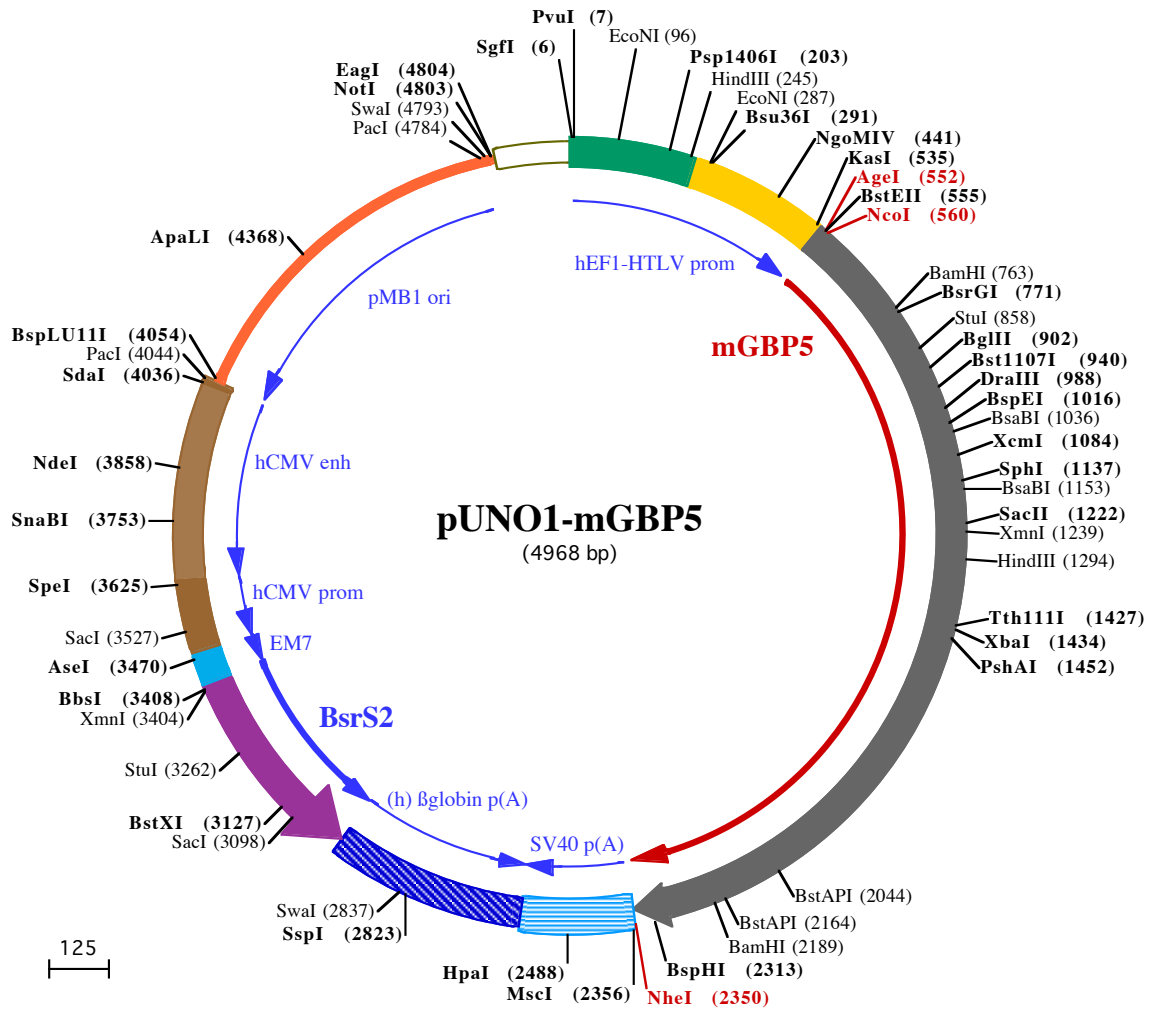 PvuI (7)
SgfI (6)
EcoNI (96)
Psp1406I (203)
HindIII (245)
EcoNI (287)
Bsu36I (291)
NgoMIV (441)
KasI (535)
AgeI (552)
BstEII (555)
NcoI (560)
BamHI (763)
BsrGI (771)
StuI (858)
BglII (902)
Bst1107I (940)
DraIII (988)
BspEI (1016)
BsaBI (1036)
XcmI (1084)
SphI (1137)
BsaBI (1153)
SacII (1222)
XmnI (1239)
HindIII (1294)
Tth111I (1427)
XbaI (1434)
PshAI (1452)
BstAPI (2044)
BstAPI (2164)
BamHI (2189)
BspHI (2313)
NheI (2350)
MscI (2356)
HpaI (2488)
SspI (2823)
SwaI (2837)
SacI (3098)
BstXI (3127)
StuI (3262)
XmnI (3404)
BbsI (3408)
AseI (3470)
SacI (3527)
SpeI (3625)
SnaBI (3753)
NdeI (3858)
SdaI (4036)
PacI (4044)
BspLU11I (4054)
ApaLI (4368)
PacI (4784)
SwaI (4793)
NotI (4803)
EagI (4804)
hEF1-HTLV prom
mGBP5
SV40 p(A)
(h) ßglobin p(A)
BsrS2
EM7
hCMV prom
hCMV enh
pMB1 ori
pUNO1-mGBP5
(4968 bp)
125